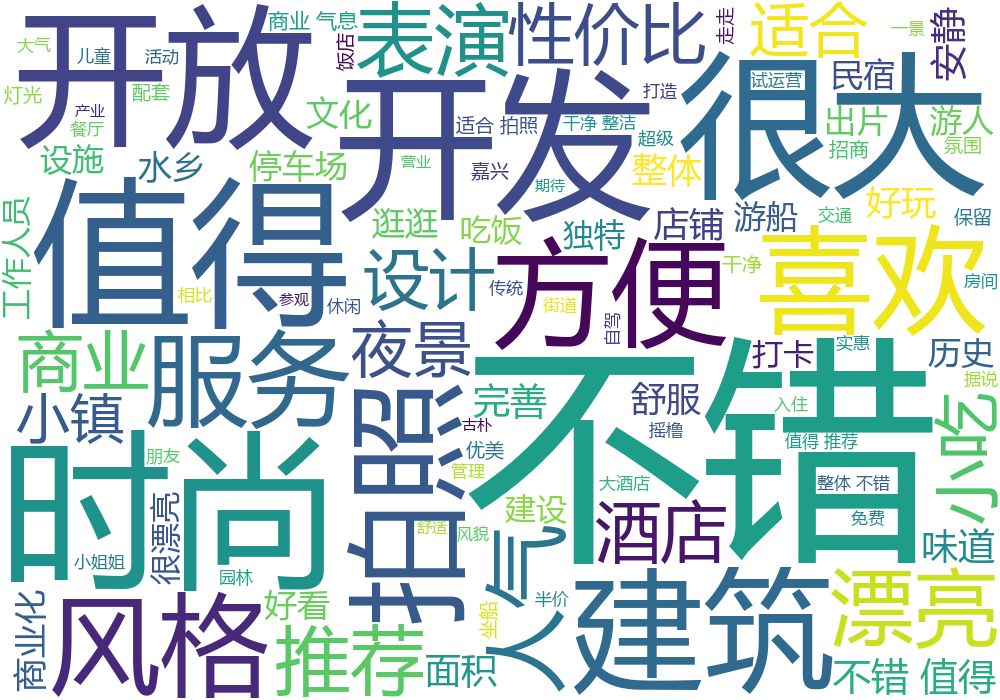 开放
商业 气息
表演
性价比
走走
适合
一景
安静
大气
儿童
活动
饭店
灯光
产业
配套
餐厅
文化
开发
适合 拍照
干净 整洁
打造
超级
很大
试运营
民宿
出片
招商
游人
氛围
设施
水乡
停车场
营业
嘉兴
期待
整体
值得
逛逛
吃饭
独特
店铺
游船
交通
好玩
保留
工作人员
相比
参观
休闲
设计
传统
方便
街道
自驾
干净
喜欢
房间
商业
服务
夜景
不错
打卡
实惠
历史
据说
小镇
拍照
古朴
完善
舒服
摇橹
入住
值得 推荐
小吃
时尚
朋友
很漂亮
小姐姐
园林
优美
管理
舒适
风貌
建设
大酒店
酒店
整体 不错
免费
味道
商业化
风格
好看
推荐
面积
坐船
人气
半价
建筑
漂亮
不错 值得